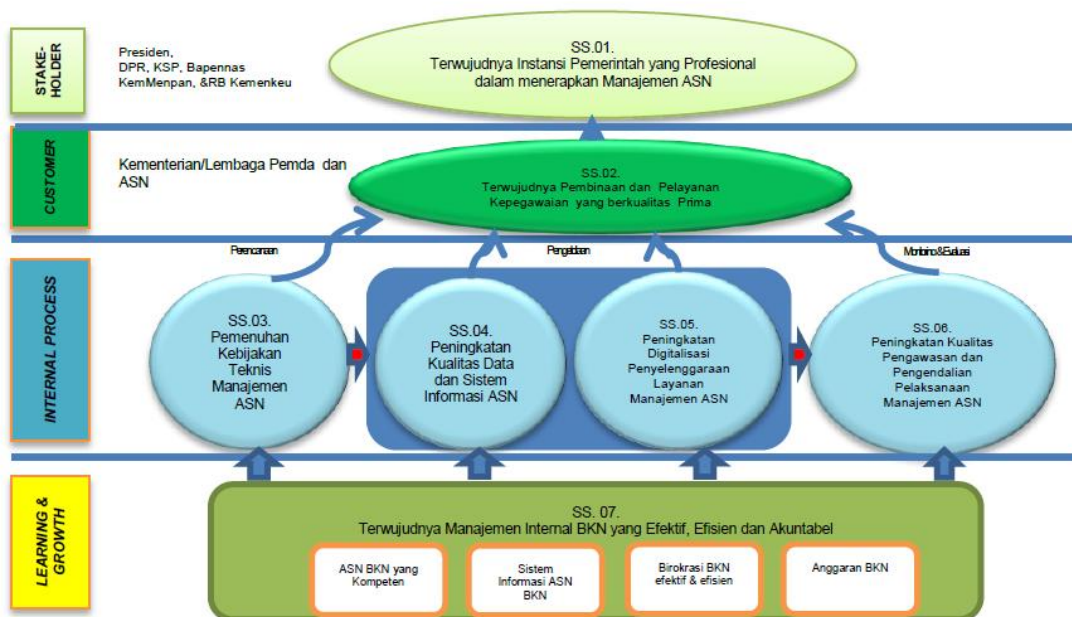 STAKE-
HOLDER
Presiden,
DPR, KSP, Bapennas
KemMenpan, &RB Kemenkeu
SS.01.
Terwujudnya Instansi Pemerintah yang Profesional
dalam menerapkan Manajemen ASN
CUSTOMER
Kementerian/Lembaga Pemda dan
ASN
SS.02.
Terwujudnya Pembinaan dan Pelayanan
Kepegawaian yang berkualitas Prima
Perencanaan
Monitoring & Evaluasi
INTERNAL PROCESS
SS.03.
Pemenuhan
Kebijakan
Teknis
Manajemen
ASN
SS.04.
Peningkatan
Kualitas Data
dan Sistem
Informasi ASN
SS.05.
Peningkatan
Digitalisasi
Penyelenggaraan
Layanan
Manajemen ASN
SS.06.
Peningkatan Kualitas
Pengawasan dan
Pengendalian
Pelaksanaan
Manajemen ASN
LEARNING &
GROWTH
SS. 07.
Terwujudnya Manajemen Internal BKN yang Efektif, Efisien dan Akuntabel
ASN BKN yang
Kompeten
Sistem
Informasi ASN
BKN
Birokrasi BKN
efektif & efisien
Anggaran BKN